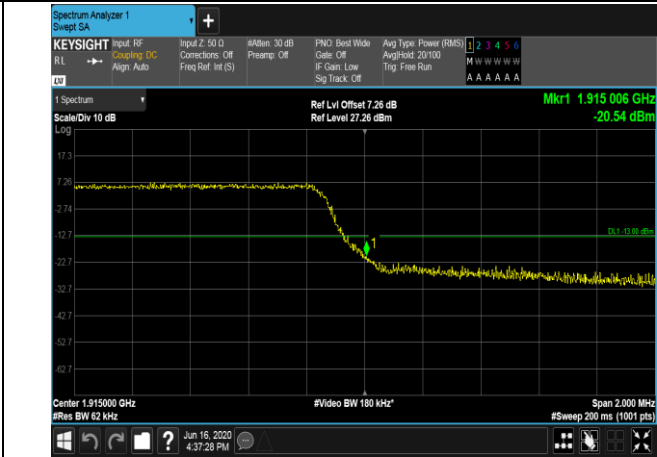 Spectrum Analyzer 1
Swept SA
+
KEYSIGHT
RL
LXI
Input: RF
Coupling: DC
Align: Auto
Input Z: 50 Ω
Corrections: Off
Freq Ref: Int (S)
#Atten: 30 dB
Preamp: Off
PNO: Best Wide
Gate: Off
IF Gain: Low
Sig Track: Off
Avg Type: Power (RMS)
Avg|Hold: 20/100
Trig: Free Run
1 2 3 4 5 6
M W W W W W
A A A A A A
1 Spectrum
Scale/Div 10 dB
Ref Lvl Offset 7.26 dB
Ref Level 27.26 dBm
Mkr1 1.915 006 GHz
-20.54 dBm
Log
17.3
7.26
-2.74
-12.7
-22.7
-32.7
-42.7
-52.7
-62.7
DL1 -13.00 dBm
1
Center 1.915000 GHz
#Res BW 62 kHz
#Video BW 180 kHz*
Span 2.000 MHz
#Sweep 200 ms (1001 pts)
?
Jun 16, 2020
4:37:28 PM